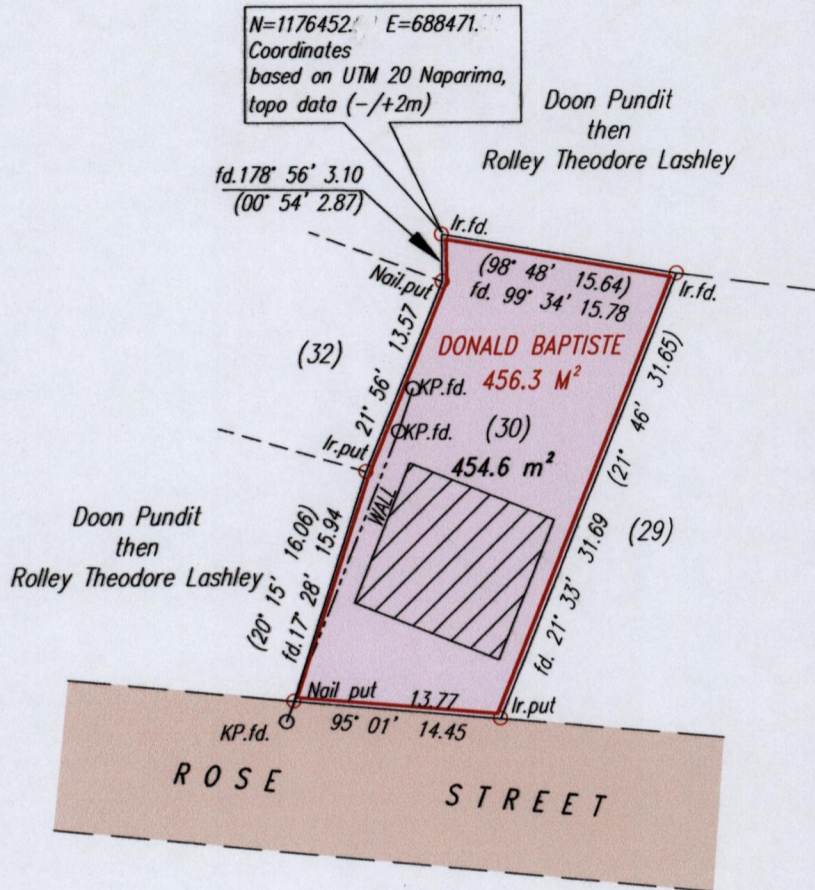 N=1176452. E=688471.
Coordinates
based on UTM 20 Naparima,
topo data (-/+2m)
Doon Pundit
then
Rolley Theodore Lashley
fd.178° 56' 3.10
(00° 54' 2.87)
Ir.fd.
(98° 48' 15.64)
fd. 99° 34' 15.78
Ir.fd.
Nail.put
21° 56' 13.57
(32)
DONALD BAPTISTE
456.3 M²
KP.fd.
KP.fd.
(30)
454.6 m²
(21° 46' 31.65)
fd. 21° 33' 31.69
(29)
Ir.put
WALL
Doon Pundit
then
Rolley Theodore Lashley
(20° 15' 16.06)
fd.17° 28' 15.94
Nail put
13.77
Ir.put
95° 01' 14.45
KP.fd.
ROSE STREET